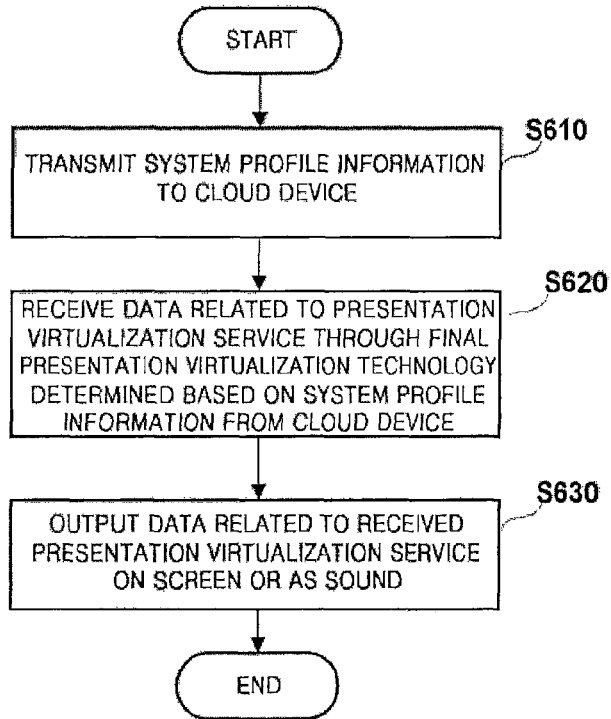 START
S610
TRANSMIT SYSTEM PROFILE INFORMATION
TO CLOUD DEVICE
S620
RECEIVE DATA RELATED TO PRESENTATION
VIRTUALIZATION SERVICE THROUGH FINAL
PRESENTATION VIRTUALIZATION TECHNOLOGY
DETERMINED BASED ON SYSTEM PROFILE
INFORMATION FROM CLOUD DEVICE
S630
OUTPUT DATA RELATED TO RECEIVED
PRESENTATION VIRTUALIZATION SERVICE
ON SCREEN OR AS SOUND
END